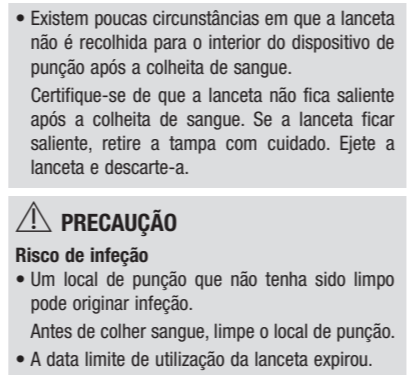 • Existem poucas circunstâncias em que a lanceta
não é recolhida para o interior do dispositivo de
punção após a colheita de sangue.
Certifique-se de que a lanceta não fica saliente
após a colheita de sangue. Se a lanceta ficar
saliente, retire a tampa com cuidado. Ejete a
lanceta e descarte-a.
PRECAUÇÃO
Risco de infeção
• Um local de punção que não tenha sido limpo
pode originar infeção.
Antes de colher sangue, limpe o local de punção.
• A data limite de utilização da lanceta expirou.